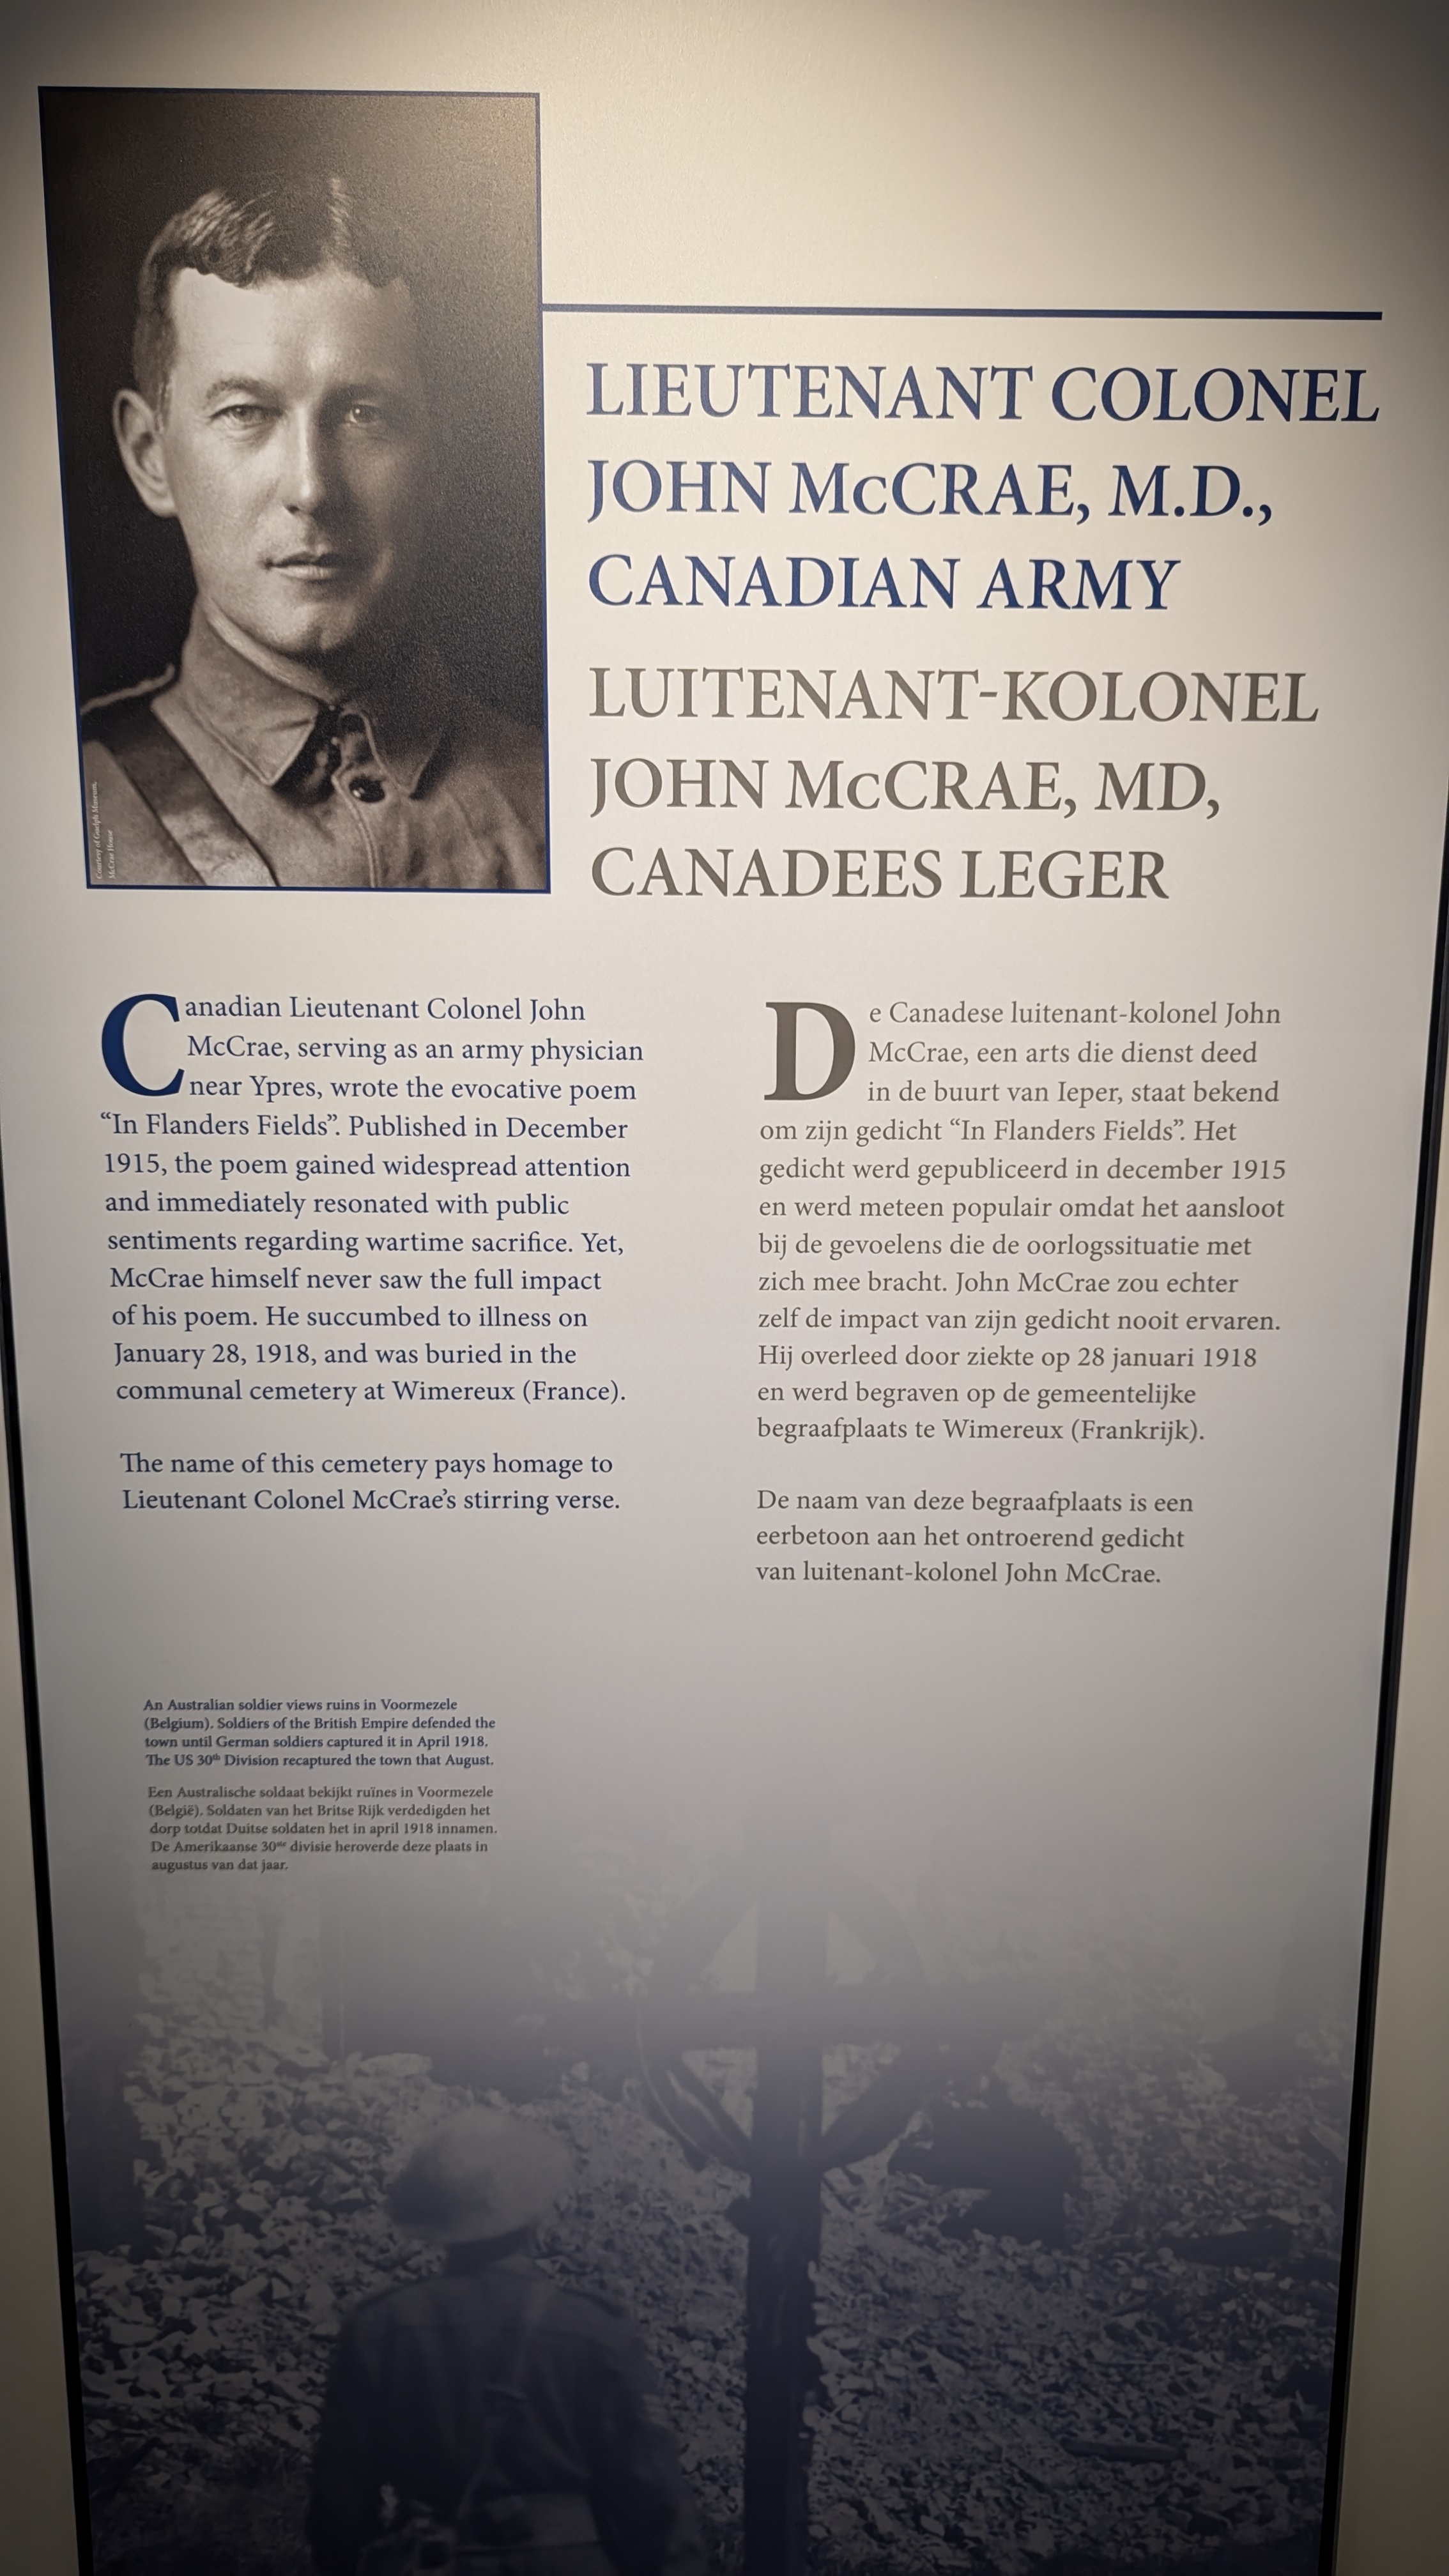 Courtesy of Guelph Museum,
McCrae House
LIEUTENANT COLONEL
JOHN McCRAE, M.D.,
CANADIAN ARMY
LUITENANT-KOLONEL
JOHN McCRAE, MD,
CANADEES LEGER
Canadian Lieutenant Colonel John
McCrae, serving as an army physician
near Ypres, wrote the evocative poem
“In Flanders Fields”. Published in December
1915, the poem gained widespread attention
and immediately resonated with public
sentiments regarding wartime sacrifice. Yet,
McCrae himself never saw the full impact
of his poem. He succumbed to illness on
January 28, 1918, and was buried in the
communal cemetery at Wimereux (France).
The name of this cemetery pays homage to
Lieutenant Colonel McCrae’s stirring verse.
De Canadese luitenant-kolonel John
McCrae, een arts die dienst deed
in de buurt van Ieper, staat bekend
om zijn gedicht “In Flanders Fields”. Het
gedicht werd gepubliceerd in december 1915
en werd meteen populair omdat het aansloot
bij de gevoelens die de oorlogssituatie met
zich mee bracht. John McCrae zou echter
zelf de impact van zijn gedicht nooit ervaren.
Hij overleed door ziekte op 28 januari 1918
en werd begraven op de gemeentelijke
begraafplaats te Wimereux (Frankrijk).
De naam van deze begraafplaats is een
eerbetoon aan het ontroerend gedicht
van luitenant-kolonel John McCrae.
An Australian soldier views ruins in Voormezele
(Belgium). Soldiers of the British Empire defended the
town until German soldiers captured it in April 1918.
The US 30th Division recaptured the town that August.
Een Australische soldaat bekijkt ruïnes in Voormezele
(België). Soldaten van het Britse Rijk verdedigden het
dorp totdat Duitse soldaten het in april 1918 innamen.
De Amerikaanse 30ste divisie heroverde deze plaats in
augustus van dat jaar.